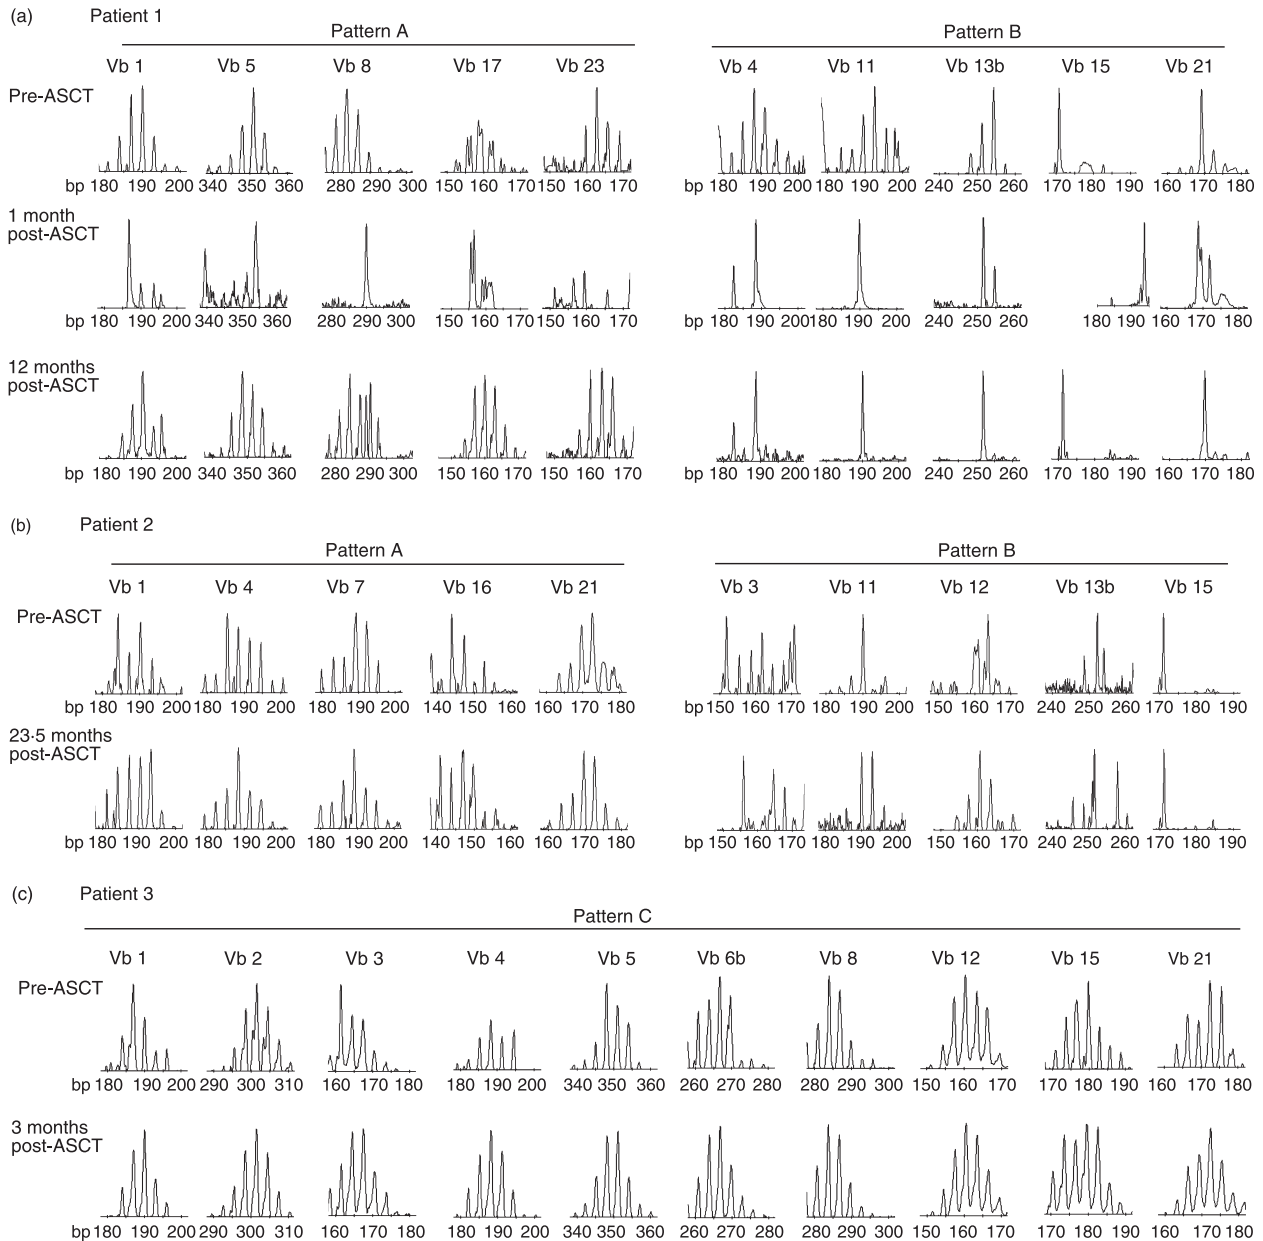 (a) Patient 1
Pattern A Pattern B
Vb 1 Vb 5 Vb 8 Vb 17 Vb 23 Vb 4 Vb 11 Vb 13b Vb 15 Vb 21
Pre-ASCT
bp 180 190 200 340 350 360 280 290 300 150 160 170 150 160 170 bp 180 190 200 180 190 200 240 250 260 170 180 190 160 170 180
1 month
post-ASCT
bp 180 190 200 340 350 360 280 290 300 150 160 170 150 160 170 bp 180 190 200 180 190 200 240 250 260 180 190 160 170 180
12 months
post-ASCT
bp 180 190 200 340 350 360 280 290 300 150 160 170 150 160 170 bp 180 190 200 180 190 200 240 250 260 170 180 190 160 170 180
(b) Patient 2
Pattern A Pattern B
Vb 1 Vb 4 Vb 7 Vb 16 Vb 21 Vb 3 Vb 11 Vb 12 Vb 13b Vb 15
Pre-ASCT
bp 180 190 200 180 190 200 180 190 200 140 150 160 160 170 180 bp 150 160 170 180 190 200 150 160 170 240 250 260 170 180 190
23·5 months
post-ASCT
bp 180 190 200 180 190 200 180 190 200 140 150 160 160 170 180 bp 150 160 170 180 190 200 150 160 170 240 250 260 170 180 190
(c) Patient 3
Pattern C
Vb 1 Vb 2 Vb 3 Vb 4 Vb 5 Vb 6b Vb 8 Vb 12 Vb 15 Vb 21
Pre-ASCT
bp 180 190 200 290 300 310 160 170 180 180 190 200 340 350 360 260 270 280 280 290 300 150 160 170 170 180 190 160 170 180
3 months
post-ASCT
bp 180 190 200 290 300 310 160 170 180 180 190 200 340 350 360 260 270 280 280 290 300 150 160 170 170 180 190 160 170 180